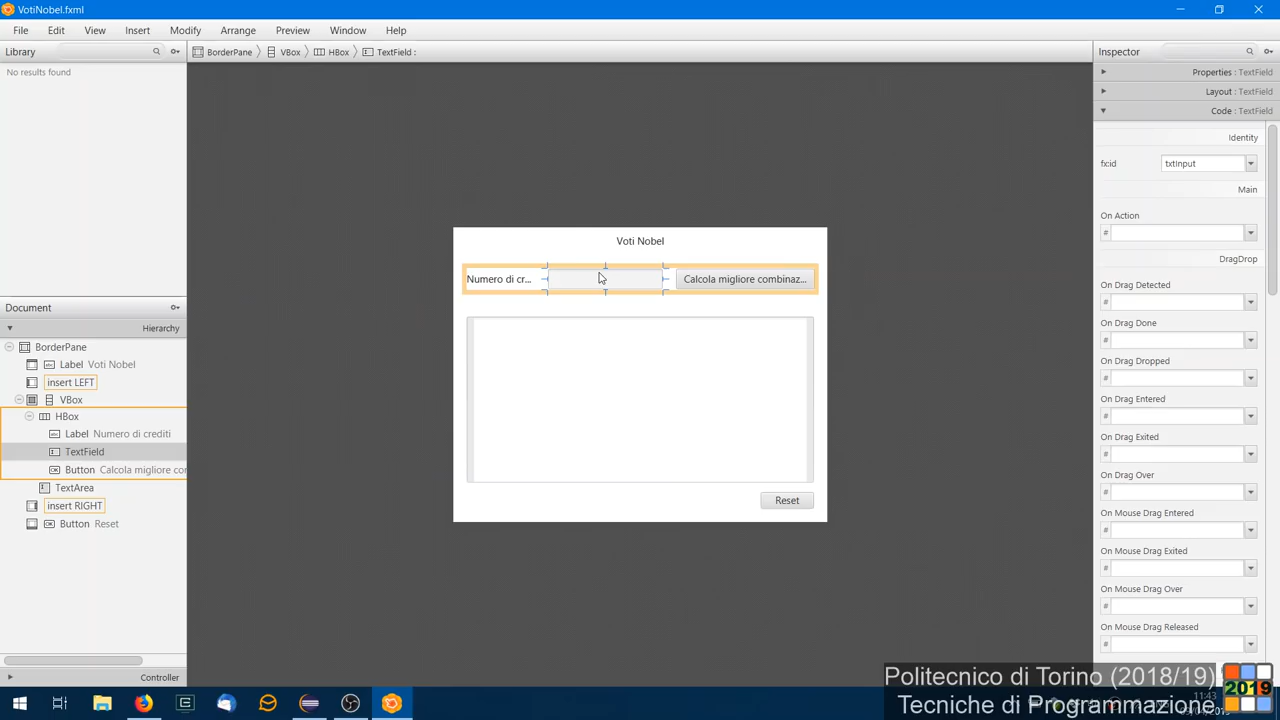 VotiNobel.fxml
File Edit View Insert Modify Arrange Preview Window Help
Library
BorderPane VBox HBox TextField :
Inspector
No results found
Properties : TextField
Layout : TextField
Code : TextField
Identity
fx:id txtInput
Main
On Action
#
DragDrop
On Drag Detected
#
On Drag Done
#
On Drag Dropped
#
On Drag Entered
#
On Drag Exited
#
On Drag Over
#
On Mouse Drag Entered
#
On Mouse Drag Exited
#
On Mouse Drag Over
#
On Mouse Drag Released
#
Voti Nobel
Numero di cr... Calcola migliore combinaz...
Reset
Document
Hierarchy
BorderPane
Label Voti Nobel
insert LEFT
VBox
HBox
Label Numero di crediti
TextField
Button Calcola migliore co
TextArea
insert RIGHT
Button Reset
Controller
Politecnico di Torino (2018/19)
Tecniche di Programmazione
2019
11:43